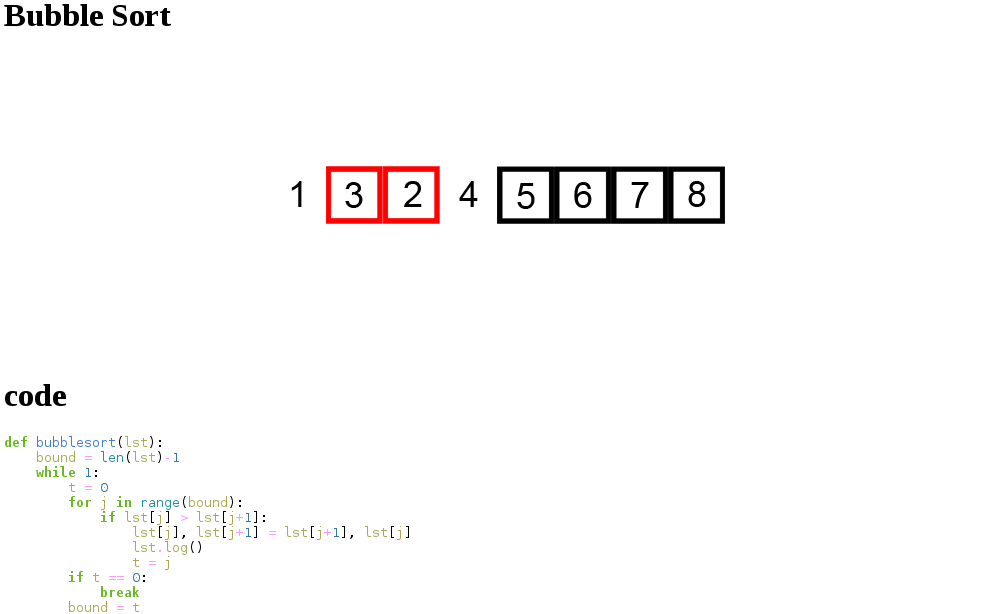 Bubble Sort
1 3 2 4 5 6 7 8
code
def bubblesort(lst):
    bound = len(lst)-1
    while 1:
        t = 0
        for j in range(bound):
            if lst[j] > lst[j+1]:
                lst[j], lst[j+1] = lst[j+1], lst[j]
                lst.log()
                t = j
        if t == 0:
            break
        bound = t